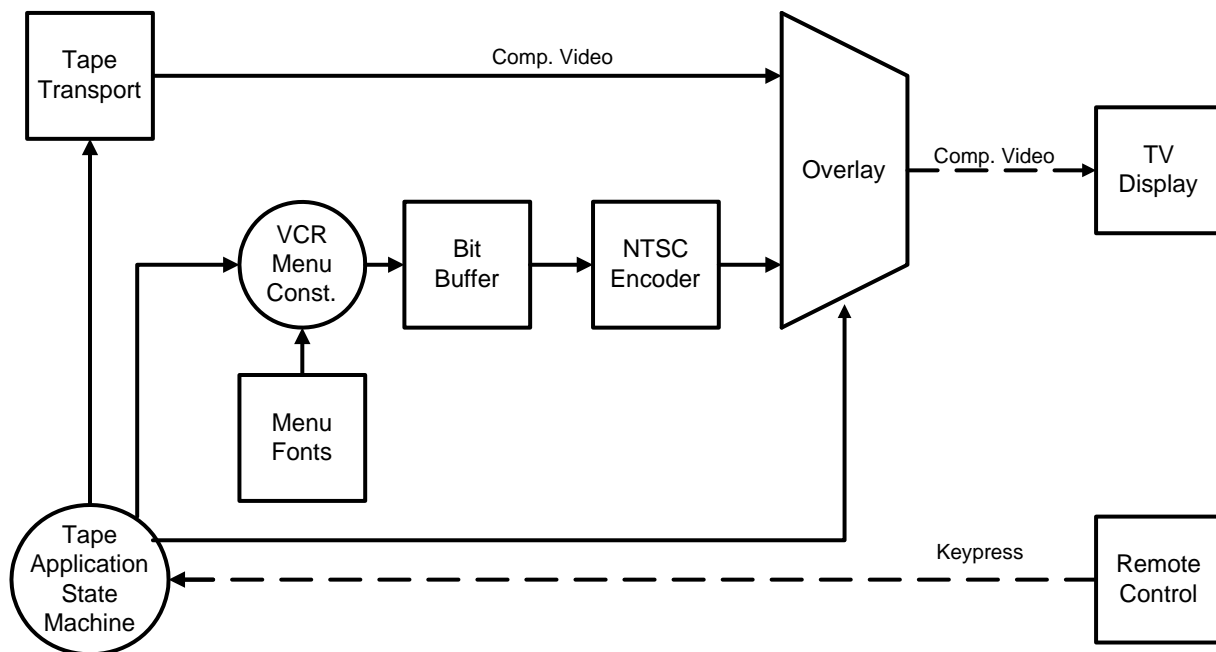 Tape
Transport
Comp. Video
Overlay
Comp. Video
TV
Display
VCR
Menu
Const.
Bit
Buffer
NTSC
Encoder
Menu
Fonts
Tape
Application
State
Machine
Keypress
Remote
Control